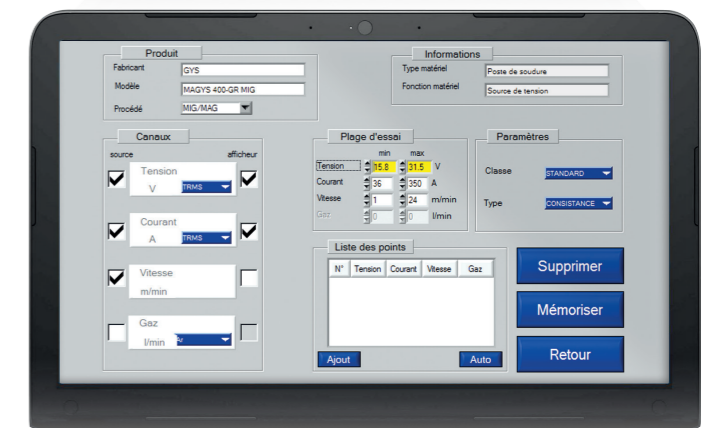 Produit
Fabricant GYS
Modèle MAGYS 400-GR MIG
Procédé MIG/MAG
Informations
Type matériel Poste de soudure
Fonction matériel Source de tension
Canaux
source afficheur
Tension
V TRMS
Courant
A TRMS
Vitesse
m/min
Gaz
l/min Ar
Plage d'essai
min max
Tension 15.8 31.5 V
Courant 36 350 A
Vitesse 1 24 m/min
Gaz 0 0 l/min
Paramètres
Classe STANDARD
Type CONSISTANCE
Liste des points
N° Tension Courant Vitesse Gaz
Ajout Auto
Supprimer
Mémoriser
Retour